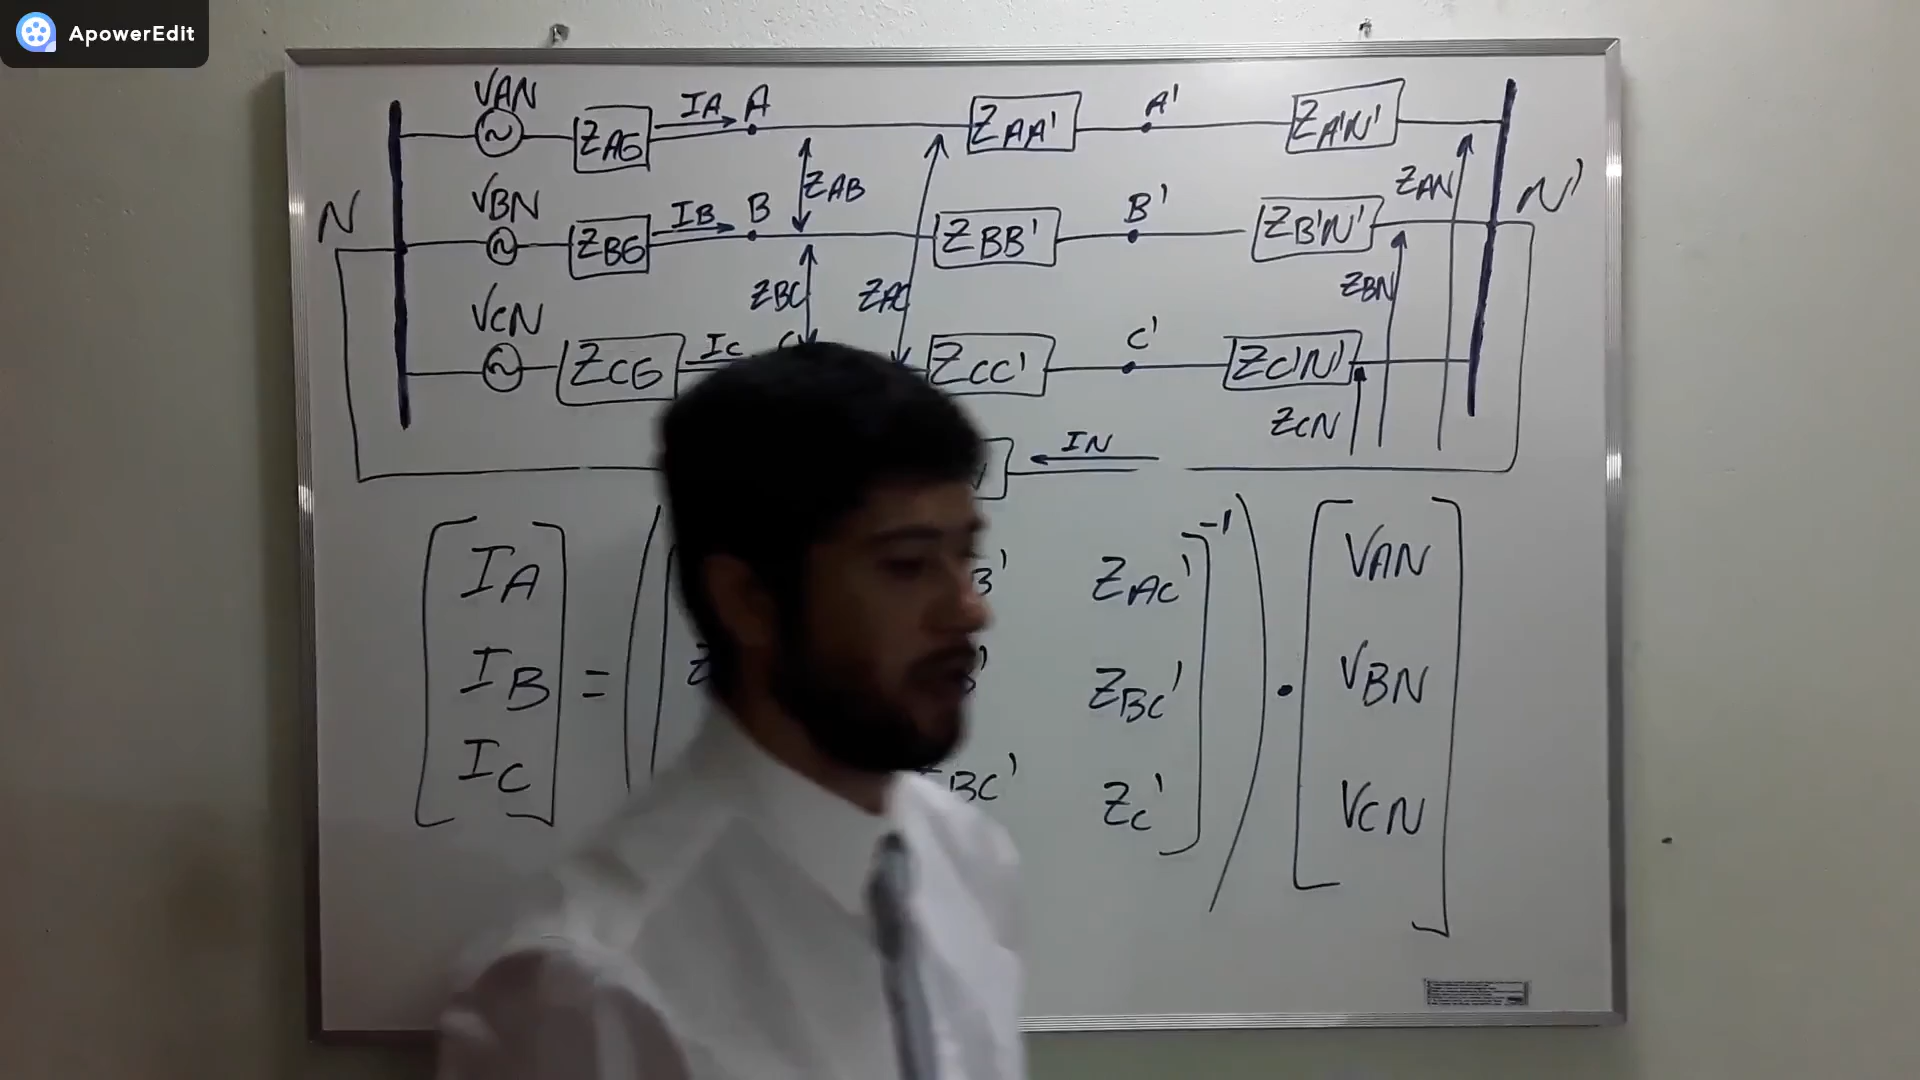 ApowerEdit
VAN
ZAG
IA
A
ZAA'
A'
ZA'N'
VBN
ZBG
IB
B
ZAB
ZBB'
B'
ZB'N'
ZAN
N
N'
VCN
ZCG
IC
C
ZBC
ZAC
ZCC'
C'
ZC'N'
ZBN
ZCN
IN
IA = ZAC' -1 · VAN
IB ZBC' VBN
IC BC' ZC' VCN